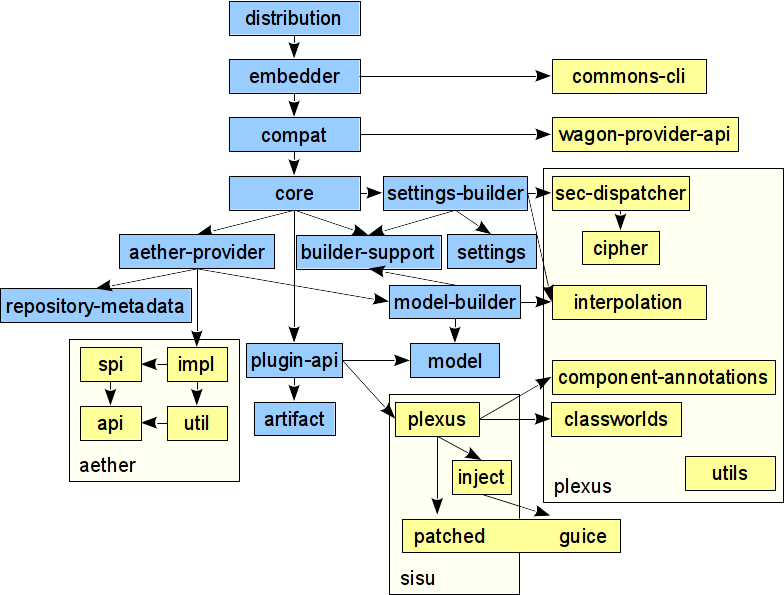 distribution
embedder
commons-cli
compat
wagon-provider-api
core
settings-builder
sec-dispatcher
aether-provider
builder-support
settings
cipher
repository-metadata
model-builder
interpolation
spi
impl
plugin-api
model
component-annotations
api
util
artifact
plexus
classworlds
aether
inject
utils
plexus
patched guice
sisu